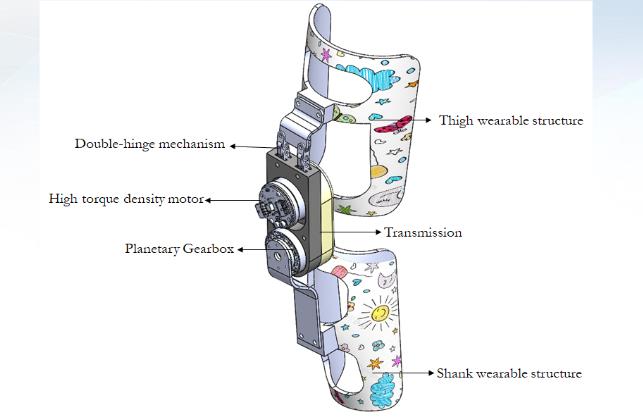 Thigh wearable structure
Double-hinge mechanism
High torque density motor
Transmission
Planetary Gearbox
Shank wearable structure